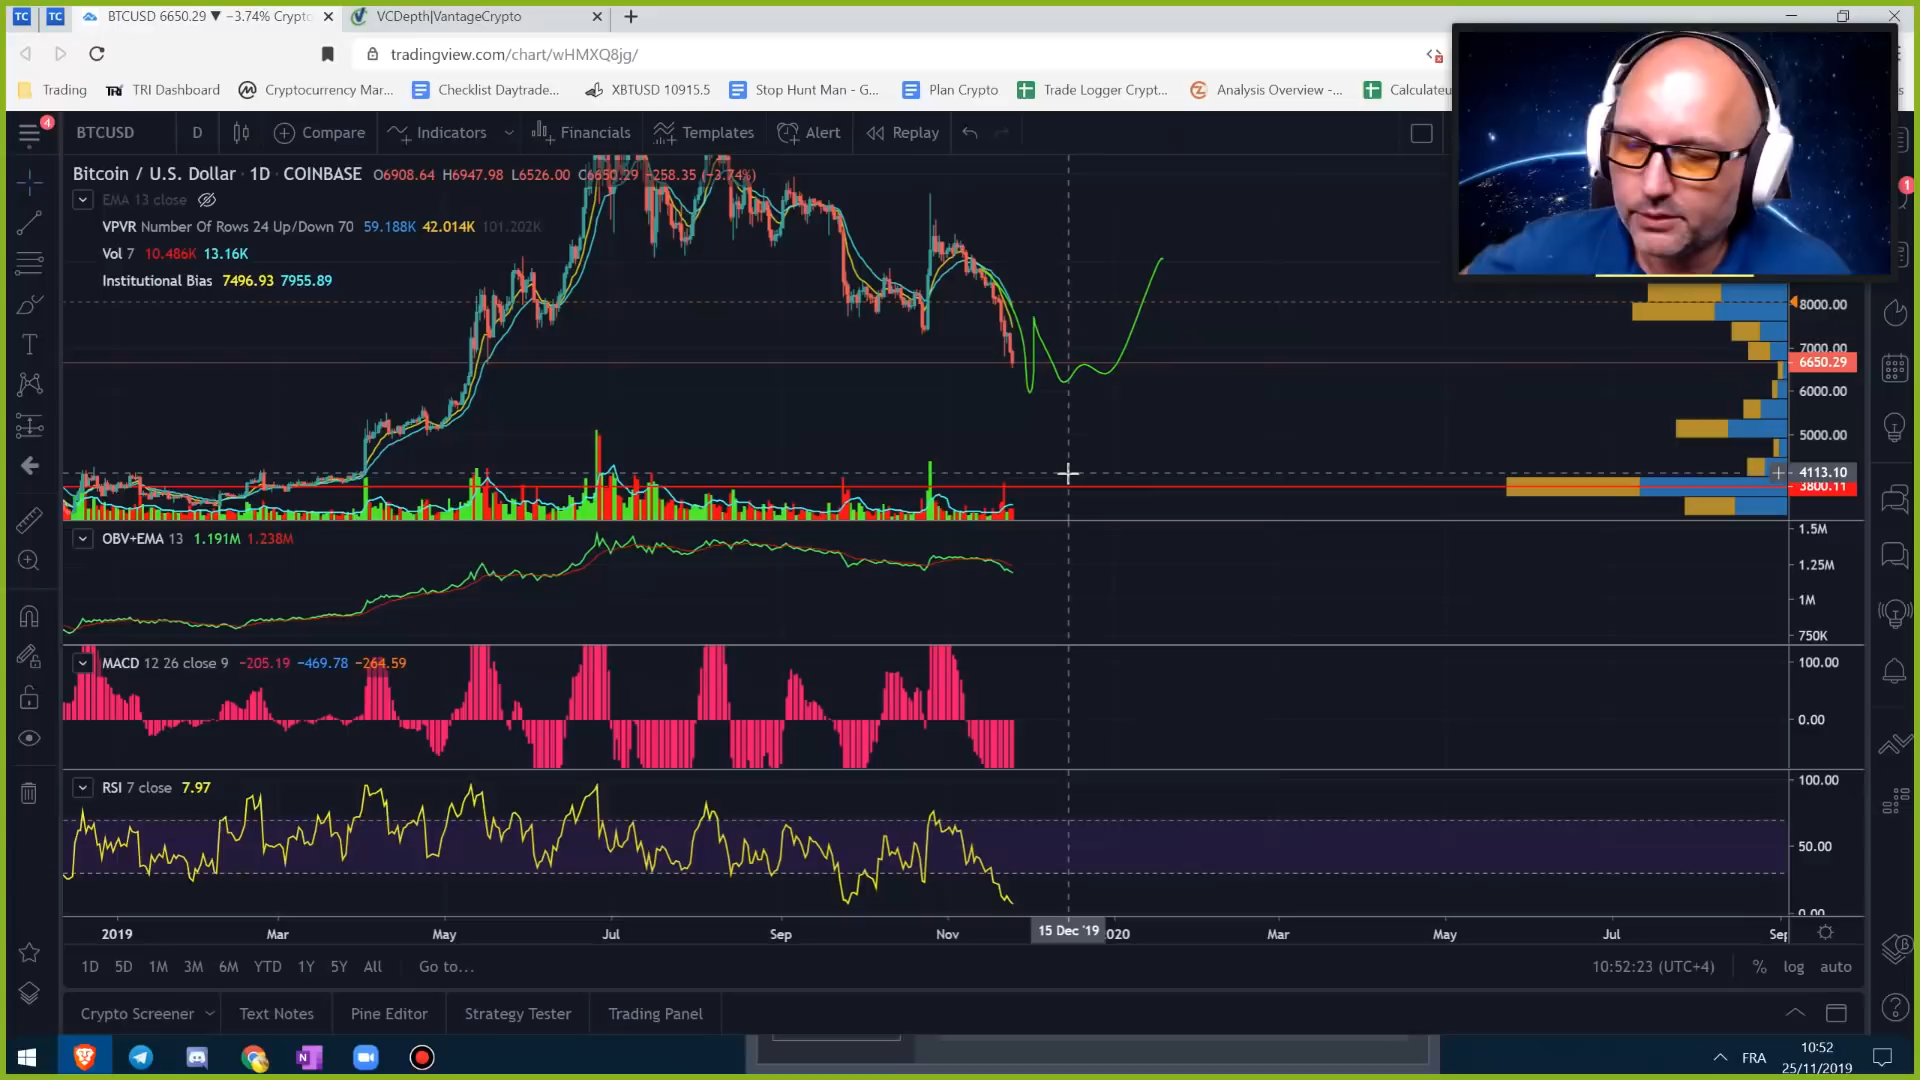 TC TC BTCUSD 6650.29 ▼ −3.74% Crypto VCDepth|VantageCrypto
tradingview.com/chart/wHMXQ8jg/
Trading TRI Dashboard Cryptocurrency Mar... Checklist Daytrade... XBTUSD 10915.5 Stop Hunt Man - G... Plan Crypto Trade Logger Crypt... Analysis Overview -... Calculateu
4 BTCUSD D Compare Indicators Financials Templates Alert Replay
Bitcoin / U.S. Dollar · 1D · COINBASE O6908.64 H6947.98 L6526.00 C6650.29 −258.35 (−3.74%)
EMA 13 close
VPVR Number Of Rows 24 Up/Down 70 59.188K 42.014K 101.202K
Vol 7 10.486K 13.16K
Institutional Bias 7496.93 7955.89
1
8000.00
7000.00
6650.29
6000.00
5000.00
4113.10
3800.11
OBV+EMA 13 1.191M 1.238M
1.5M
1.25M
1M
750K
MACD 12 26 close 9 −205.19 −469.78 −264.59
100.00
0.00
RSI 7 close 7.97
100.00
50.00
0.00
2019 Mar May Jul Sep Nov 15 Dec '19 020 Mar May Jul Sep
1D 5D 1M 3M 6M YTD 1Y 5Y All Go to... 10:52:23 (UTC+4) % log auto
Crypto Screener Text Notes Pine Editor Strategy Tester Trading Panel
FRA 10:52
25/11/2019